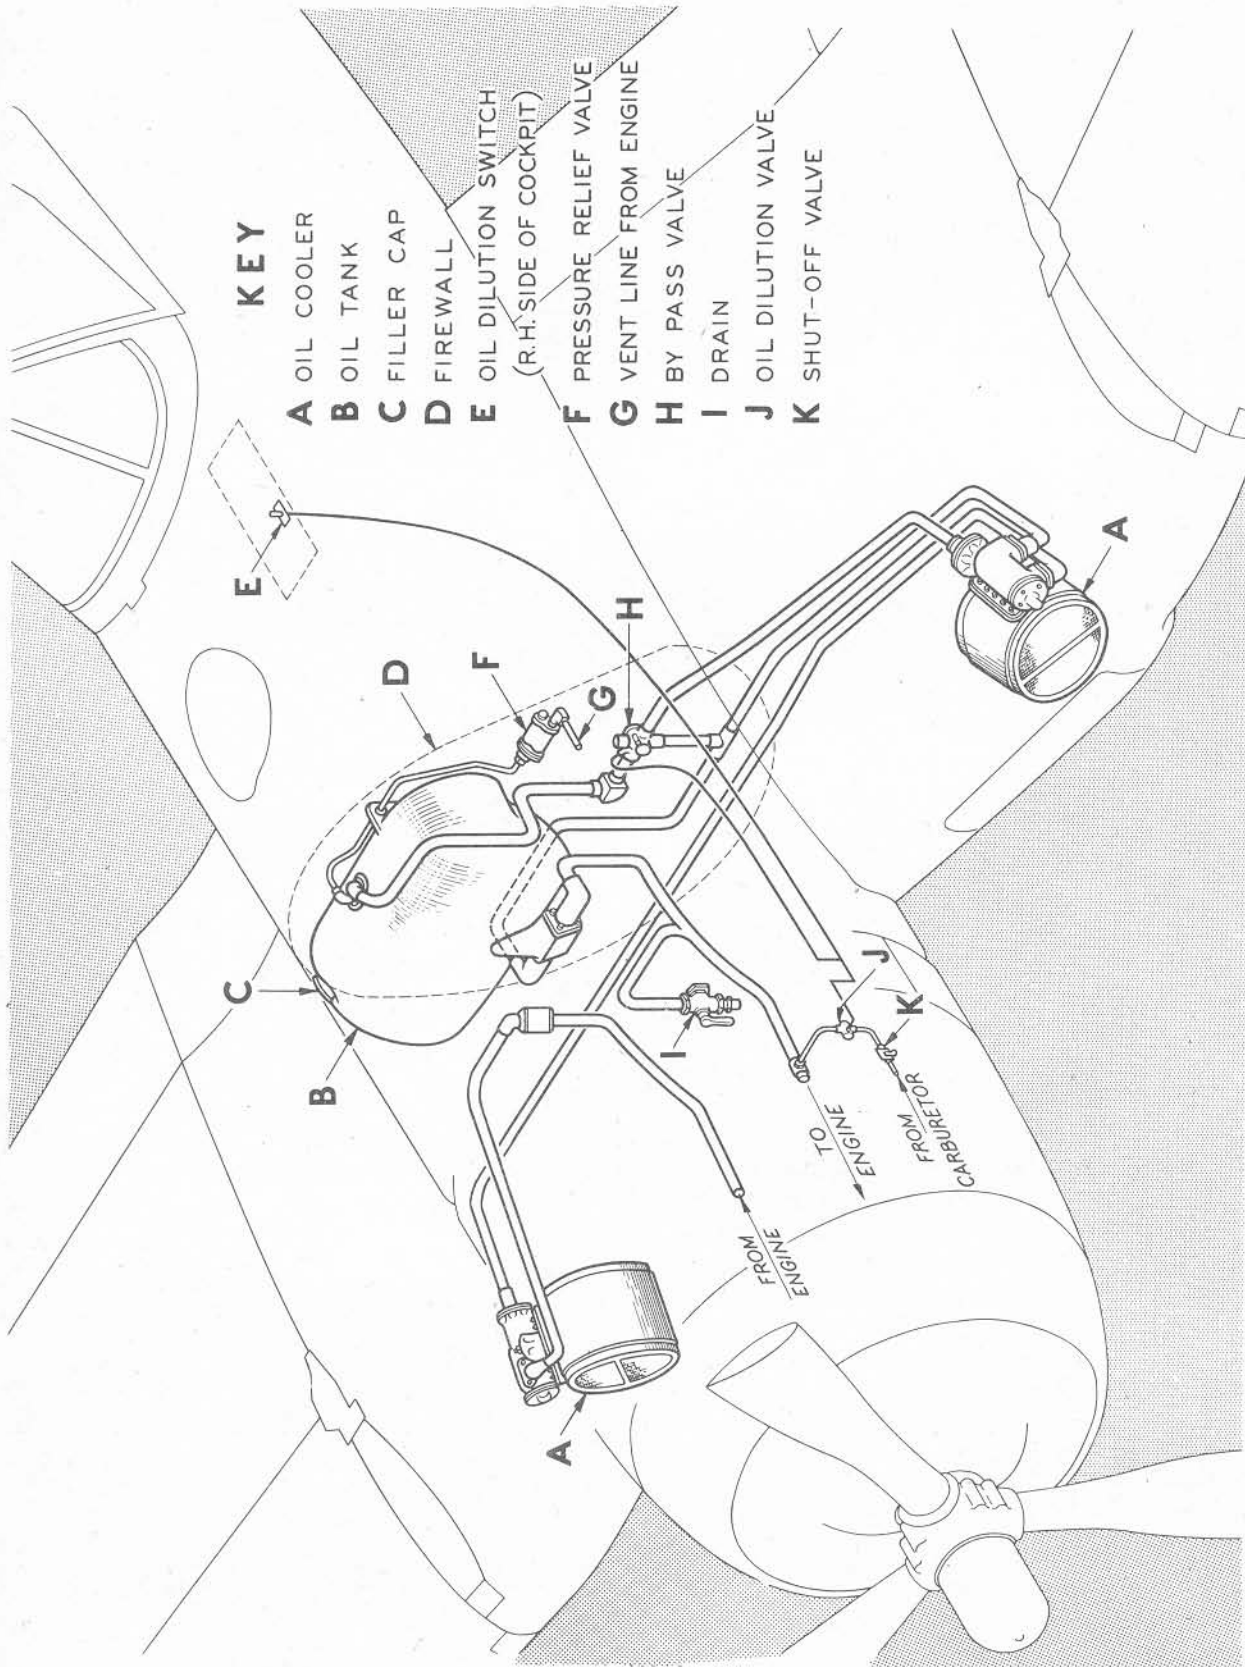 KEY
A OIL COOLER
B OIL TANK
C FILLER CAP
D FIREWALL
E OIL DILUTION SWITCH
(R.H. SIDE OF COCKPIT)
F PRESSURE RELIEF VALVE
G VENT LINE FROM ENGINE
H BY PASS VALVE
I DRAIN
J OIL DILUTION VALVE
K SHUT-OFF VALVE
E
D
F
G
H
C
B
A
I
J
K
A
TO
ENGINE
FROM
CARBURETOR
FROM
ENGINE